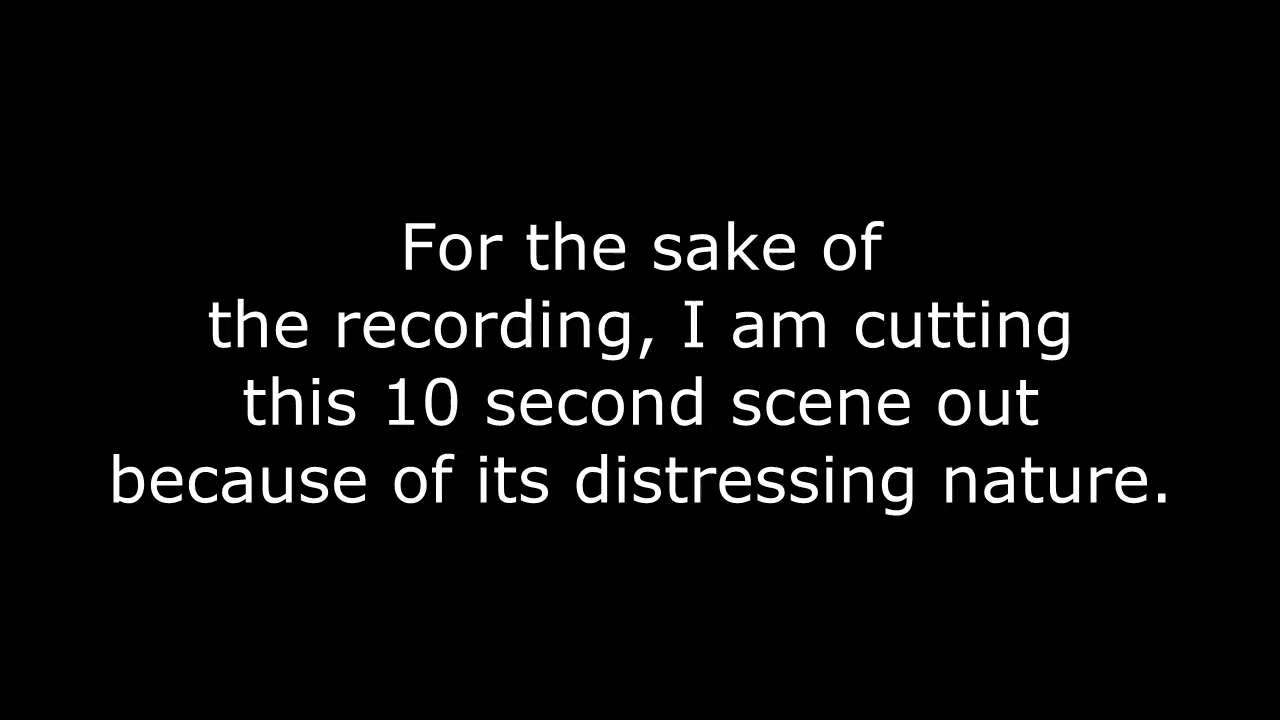 For the sake of
the recording, I am cutting
this 10 second scene out
because of its distressing nature.